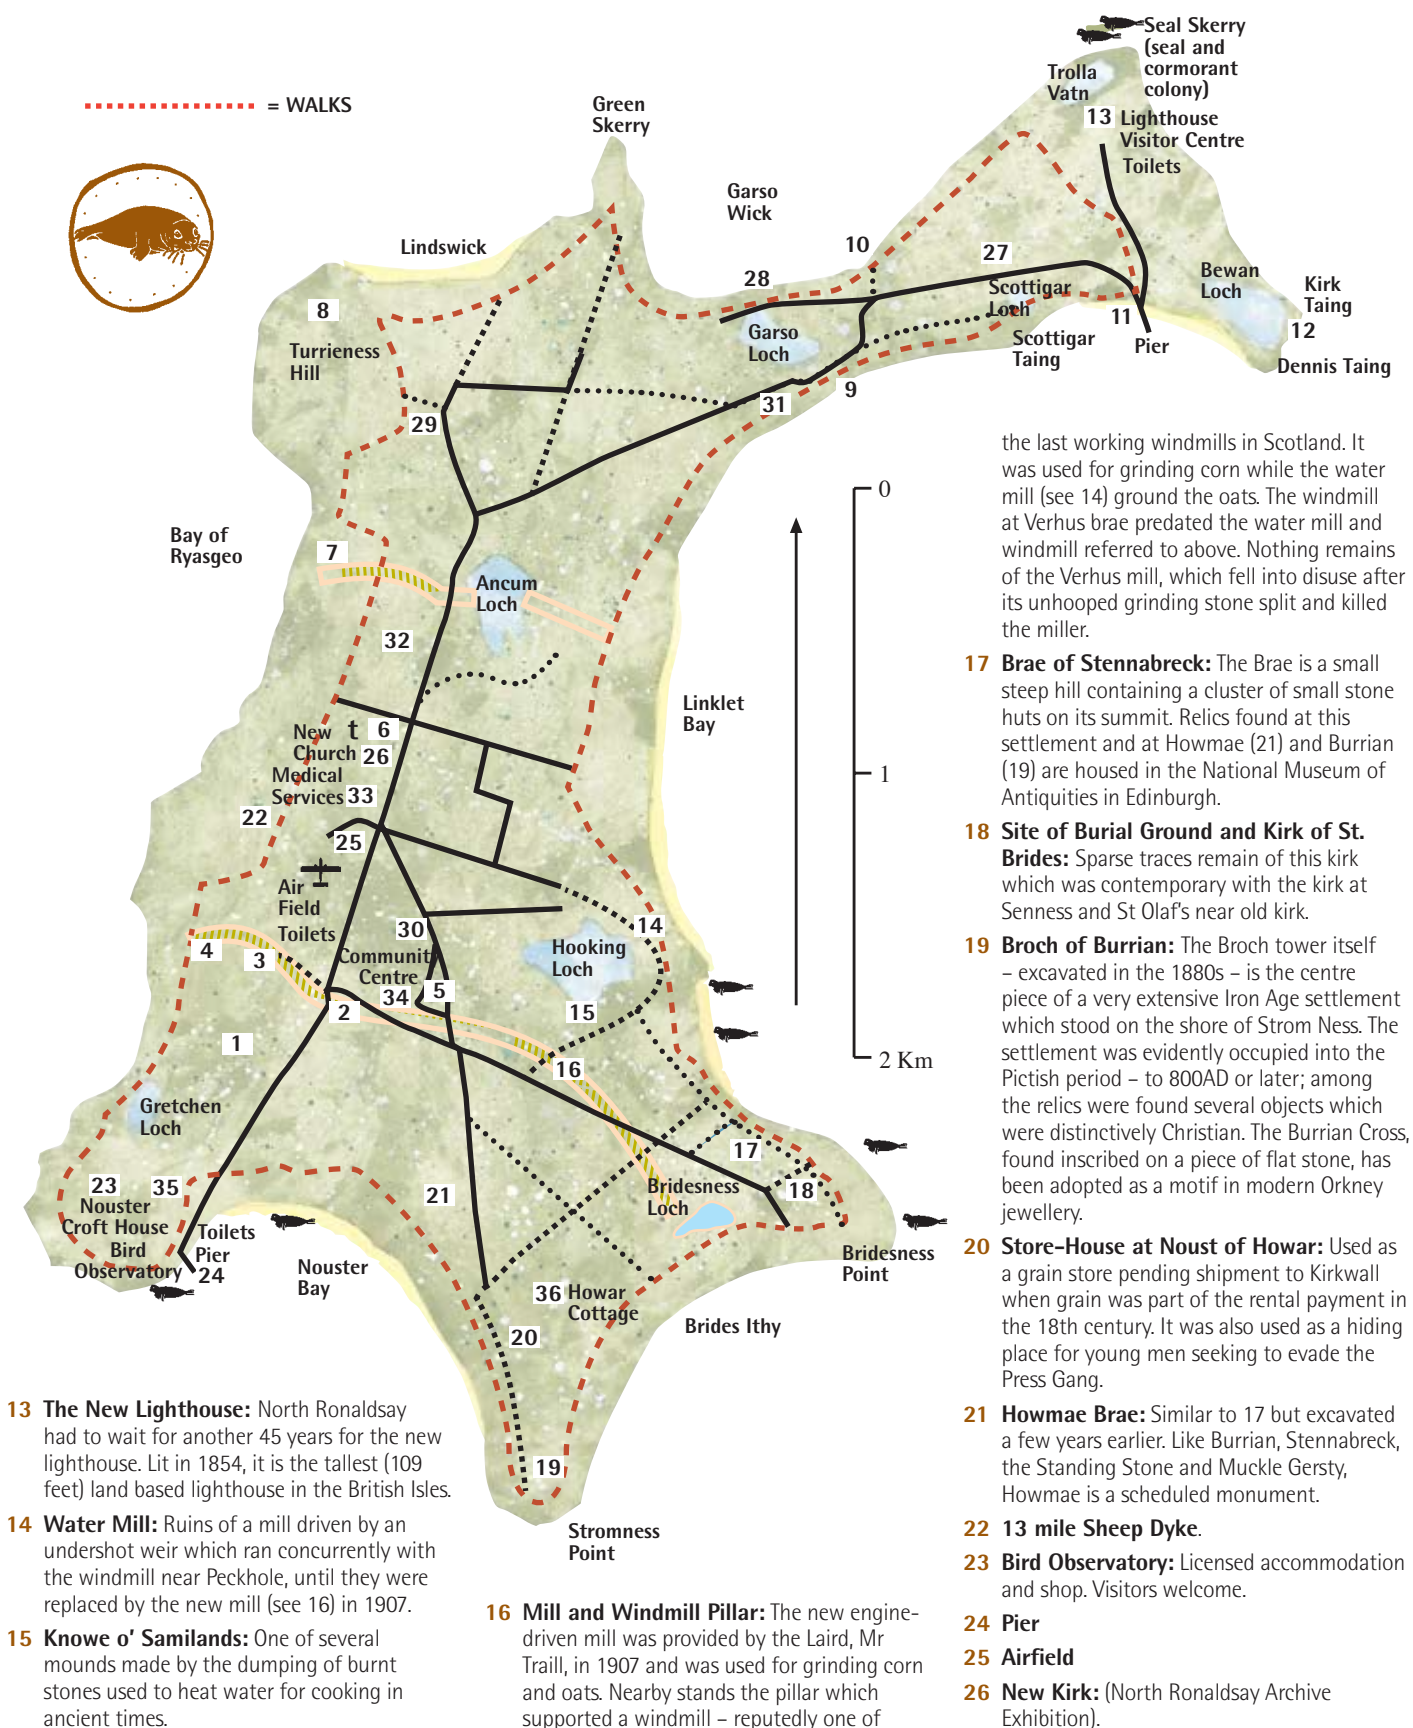 = WALKS
Seal Skerry
(seal and
cormorant
colony)
Trolla
Vatn
13 Lighthouse
Visitor Centre
Toilets
Green
Skerry
Garso
Wick
Lindswick
10
27
28
Bewan
Loch
Kirk
Taing
8
Scottigar
Loch
Garso
Loch
11
12
Turrieness
Hill
Scottigar
Taing
Pier
Dennis Taing
9
31
29
0
Bay of
Ryasgeo
7
Ancum
Loch
32
Linklet
Bay
New
Church
t
6
26
1
Medical
Services
33
22
25
Air
Field
Toilets
30
14
Hooking
Loch
4
3
Communit
Centre
34
5
2
15
1
16
2 Km
Gretchen
Loch
17
23
35
21
Bridesness
Loch
18
Nouster
Croft House
Bird
Observatory
Toilets
Pier
24
Nouster
Bay
Bridesness
Point
36 Howar
Cottage
20
Brides Ithy
19
Stromness
Point
13 The New Lighthouse: North Ronaldsay
had to wait for another 45 years for the new
lighthouse. Lit in 1854, it is the tallest (109
feet) land based lighthouse in the British Isles.
14 Water Mill: Ruins of a mill driven by an
undershot weir which ran concurrently with
the windmill near Peckhole, until they were
replaced by the new mill (see 16) in 1907.
15 Knowe o' Samilands: One of several
mounds made by the dumping of burnt
stones used to heat water for cooking in
ancient times.
16 Mill and Windmill Pillar: The new engine-
driven mill was provided by the Laird, Mr
Traill, in 1907 and was used for grinding corn
and oats. Nearby stands the pillar which
supported a windmill – reputedly one of
the last working windmills in Scotland. It
was used for grinding corn while the water
mill (see 14) ground the oats. The windmill
at Verhus brae predated the water mill and
windmill referred to above. Nothing remains
of the Verhus mill, which fell into disuse after
its unhooped grinding stone split and killed
the miller.
17 Brae of Stennabreck: The Brae is a small
steep hill containing a cluster of small stone
huts on its summit. Relics found at this
settlement and at Howmae (21) and Burrian
(19) are housed in the National Museum of
Antiquities in Edinburgh.
18 Site of Burial Ground and Kirk of St.
Brides: Sparse traces remain of this kirk
which was contemporary with the kirk at
Senness and St Olaf's near old kirk.
19 Broch of Burrian: The Broch tower itself
– excavated in the 1880s – is the centre
piece of a very extensive Iron Age settlement
which stood on the shore of Strom Ness. The
settlement was evidently occupied into the
Pictish period – to 800AD or later; among
the relics were found several objects which
were distinctively Christian. The Burrian Cross,
found inscribed on a piece of flat stone, has
been adopted as a motif in modern Orkney
jewellery.
20 Store-House at Noust of Howar: Used as
a grain store pending shipment to Kirkwall
when grain was part of the rental payment in
the 18th century. It was also used as a hiding
place for young men seeking to evade the
Press Gang.
21 Howmae Brae: Similar to 17 but excavated
a few years earlier. Like Burrian, Stennabreck,
the Standing Stone and Muckle Gersty,
Howmae is a scheduled monument.
22 13 mile Sheep Dyke.
23 Bird Observatory: Licensed accommodation
and shop. Visitors welcome.
24 Pier
25 Airfield
26 New Kirk: (North Ronaldsay Archive
Exhibition).